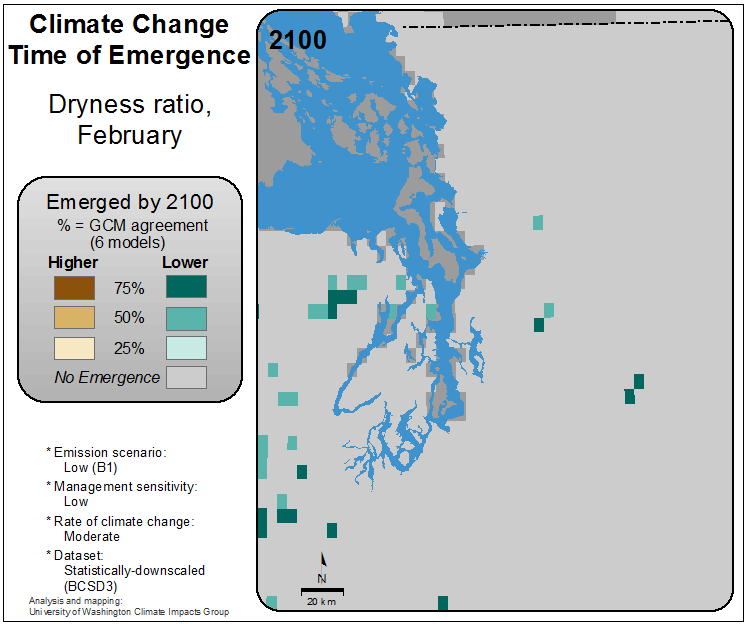 Climate Change
Time of Emergence
Dryness ratio,
February
Emerged by 2100
% = GCM agreement
(6 models)
Higher Lower
75%
50%
25%
No Emergence
* Emission scenario:
Low (B1)
* Management sensitivity:
Low
* Rate of climate change:
Moderate
* Dataset:
Statistically-downscaled
(BCSD3)
Analysis and mapping:
University of Washington Climate Impacts Group
2100
N
20 km